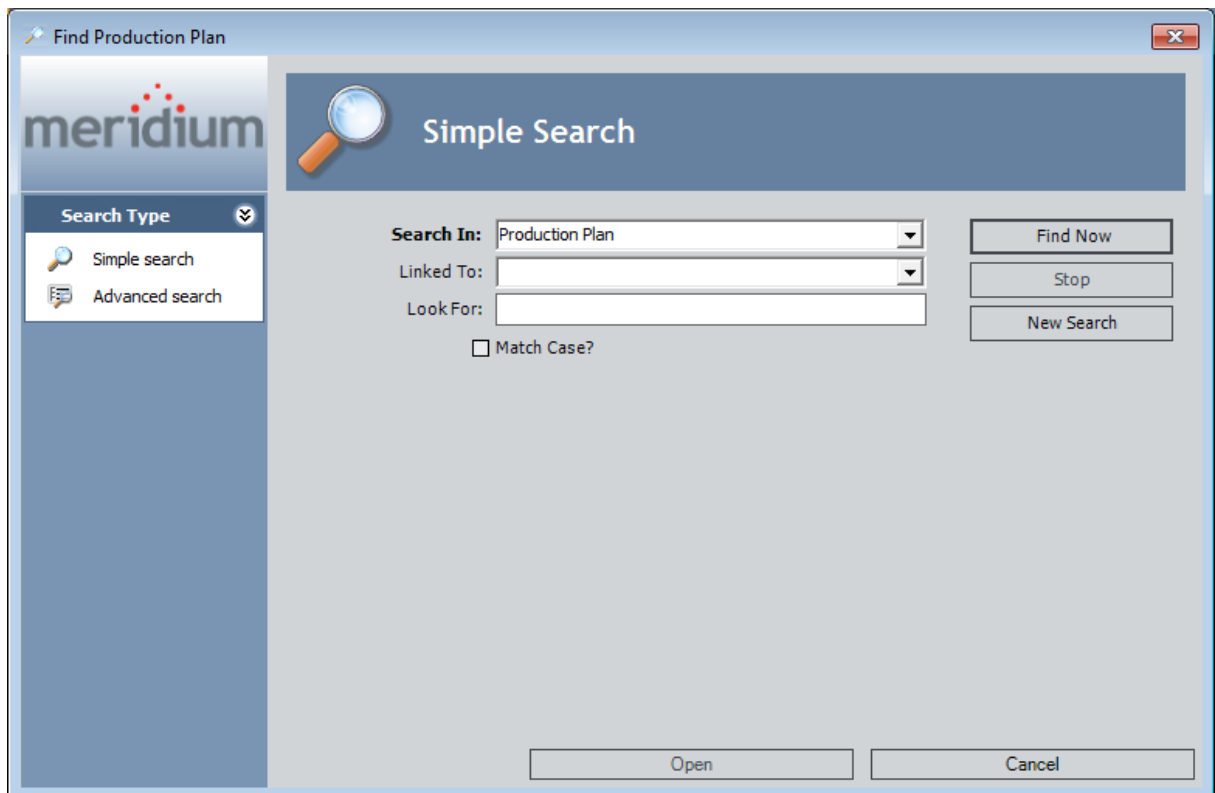 Find Production Plan
meridium
Simple Search
Search Type
Simple search
Advanced search
Search In: Production Plan
Linked To:
Look For:
Match Case?
Find Now
Stop
New Search
Open
Cancel